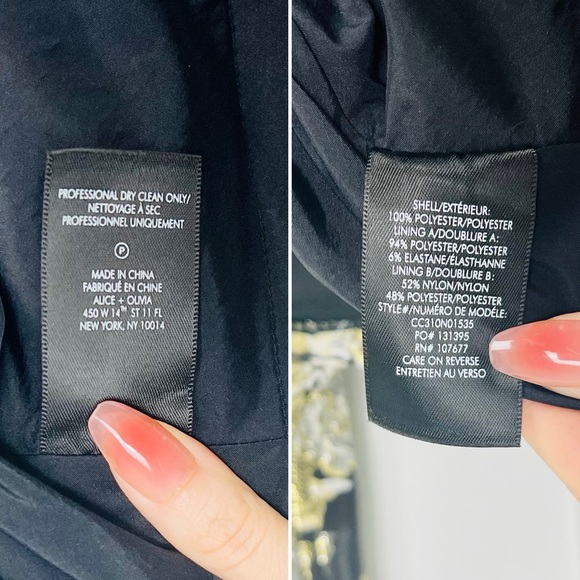 PROFESSIONAL DRY CLEAN ONLY/
NETTOYAGE À SEC
PROFESSIONNEL UNIQUEMENT
P
MADE IN CHINA
FABRIQUÉ EN CHINE
ALICE + OLIVIA
450 W 14TH ST 11 FL
NEW YORK, NY 10014
SHELL/EXTÉRIEUR:
100% POLYESTER/POLYESTER
LINING A/DOUBLURE A:
94% POLYESTER/POLYESTER
6% ELASTANE/ÉLASTHANNE
LINING B/DOUBLURE B:
52% NYLON/NYLON
48% POLYESTER/POLYESTER
STYLE#/NUMÉRO DE MODÈLE:
CC310N01535
PO# 131395
RN# 107677
CARE ON REVERSE
ENTRETIEN AU VERSO